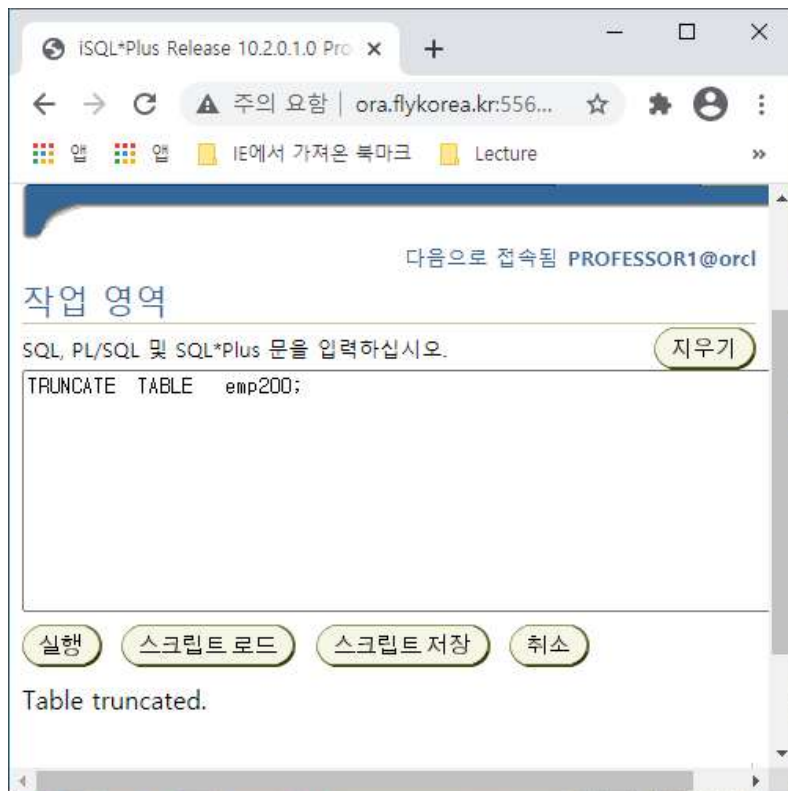 iSQL*Plus Release 10.2.0.1.0 Pro
주의 요함 | ora.flykorea.kr:556...
앱 앱 IE에서 가져온 북마크 Lecture »
다음으로 접속됨 PROFESSOR1@orcl
작업 영역
SQL, PL/SQL 및 SQL*Plus 문을 입력하십시오. 지우기
TRUNCATE TABLE emp200;
실행 스크립트 로드 스크립트 저장 취소
Table truncated.